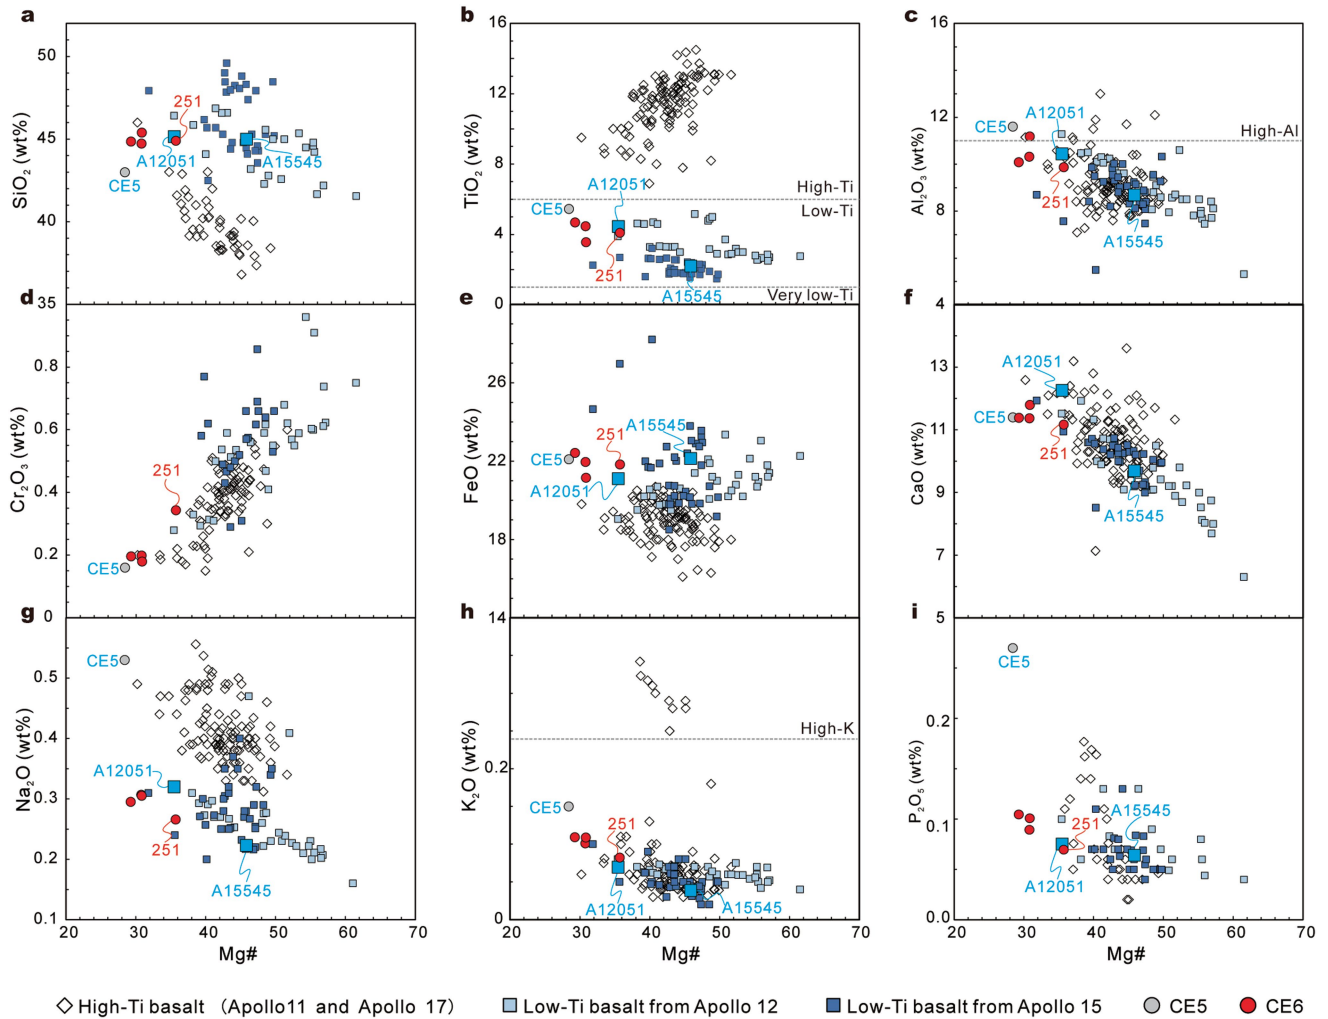 a
b
c
SiO2 (wt%)
50
45
40
35
251
A12051
A15545
CE5
TiO2 (wt%)
16
12
8
4
0
A12051
CE5
251
A15545
High-Ti
Low-Ti
Very low-Ti
Al2O3 (wt%)
16
12
8
4
A12051
CE5
High-Al
251
A15545
d
e
f
Cr2O3 (wt%)
0.8
0.6
0.4
0.2
0
251
CE5
FeO (wt%)
26
22
18
14
A15545
251
CE5
A12051
CaO (wt%)
13
11
9
7
5
A12051
CE5
251
A15545
g
h
i
Na2O (wt%)
0.5
0.4
0.3
0.2
0.1
CE5
A12051
251
A15545
K2O (wt%)
0.2
0
High-K
CE5
251
A12051
A15545
P2O5 (wt%)
0.2
0.1
0.0
CE5
A15545
251
A12051
20 30 40 50 60 70
20 30 40 50 60 70
20 30 40 50 60 70
Mg#
Mg#
Mg#
High-Ti basalt (Apollo11 and Apollo 17)
Low-Ti basalt from Apollo 12
Low-Ti basalt from Apollo 15
CE5
CE6